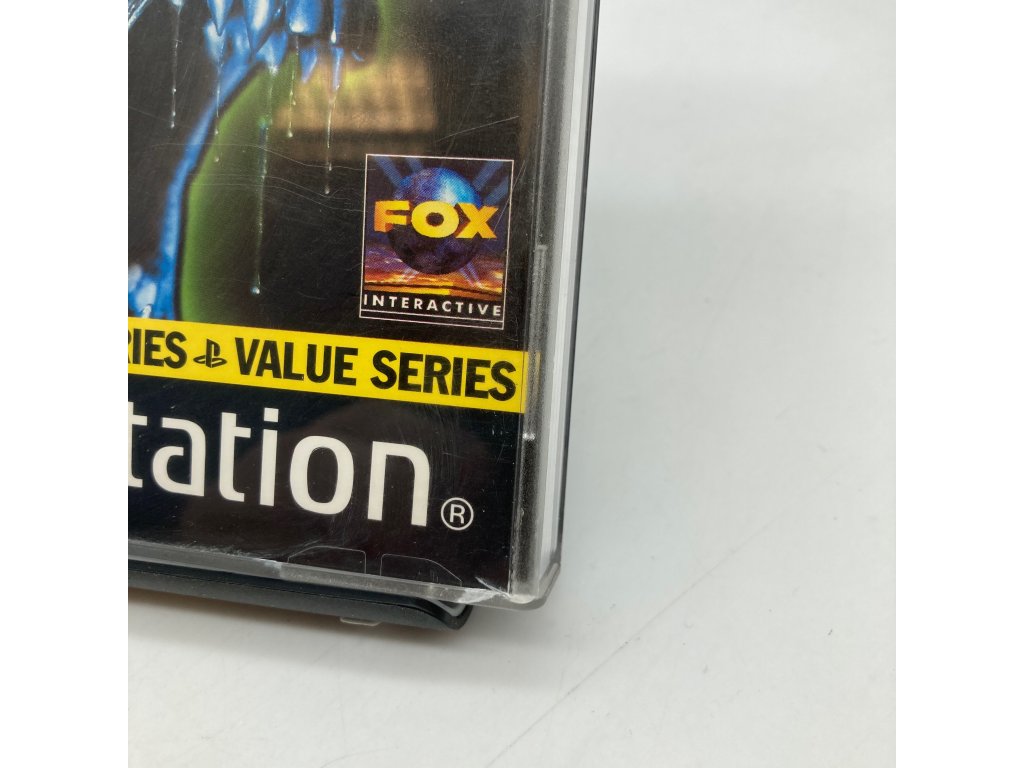 FOX
INTERACTIVE
RIES VALUE SERIES
tation®